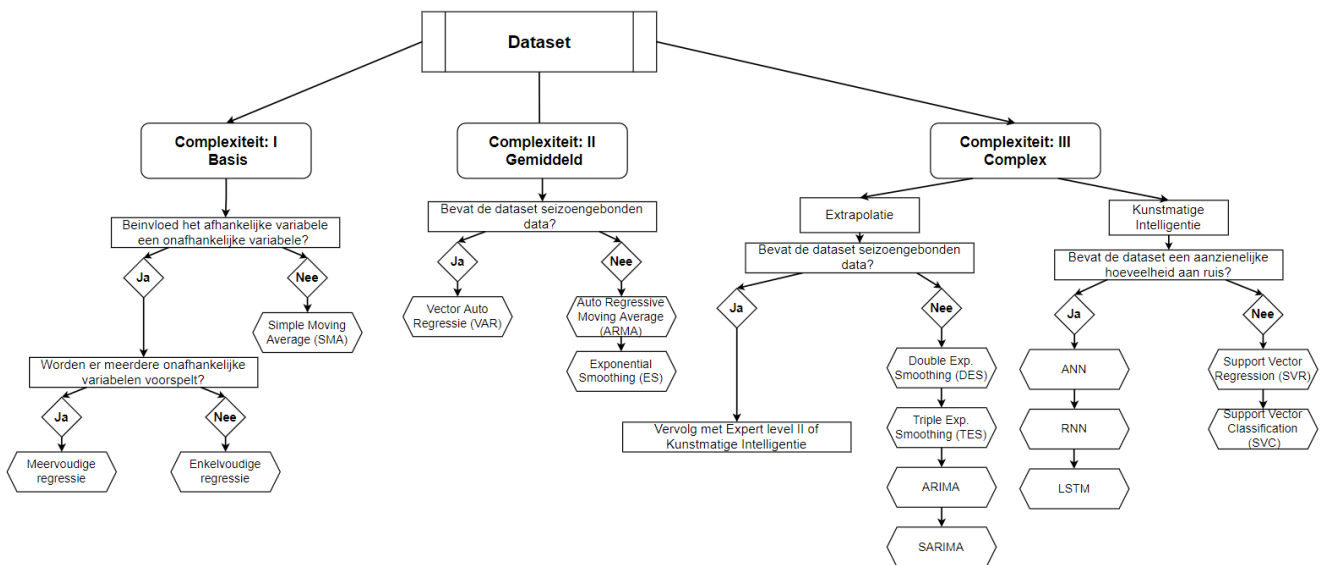 Dataset
Complexiteit: I
Basis
Complexiteit: II
Gemiddeld
Complexiteit: III
Complex
Beinvloed het afhankelijke variabele
een onafhankelijke variabele?
Ja
Nee
Simple Moving
Average (SMA)
Worden er meerdere onafhankelijke
variabelen voorspelt?
Ja
Nee
Meervoudige
regressie
Enkelvoudige
regressie
Bevat de dataset seizoengebonden
data?
Ja
Nee
Vector Auto
Regressie (VAR)
Auto Regressive
Moving Average
(ARMA)
Exponential
Smoothing (ES)
Extrapolatie
Bevat de dataset seizoengebonden
data?
Ja
Nee
Vervolg met Expert level II of
Kunstmatige Intelligentie
Double Exp.
Smoothing (DES)
Triple Exp.
Smoothing (TES)
ARIMA
SARIMA
Kunstmatige
Intelligentie
Bevat de dataset een aanzienelijke
hoeveelheid aan ruis?
Ja
Nee
ANN
RNN
LSTM
Support Vector
Regression (SVR)
Support Vector
Classification
(SVC)